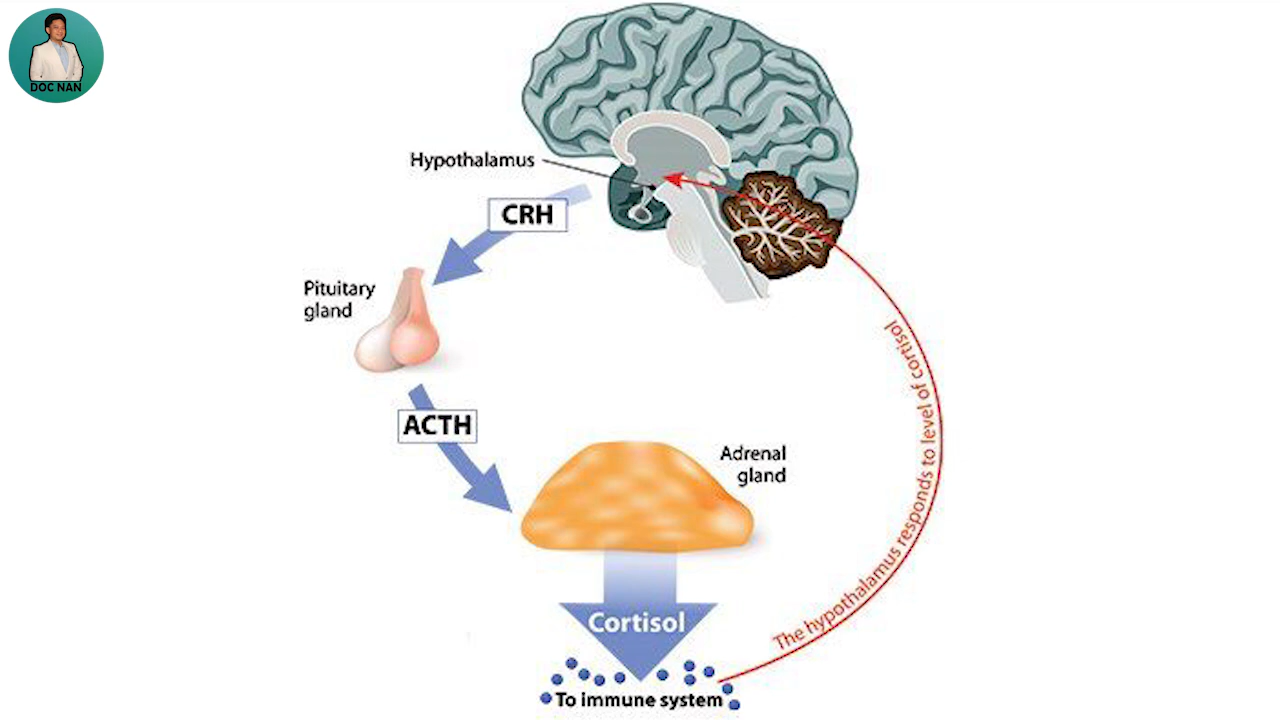 DOC NAN
Hypothalamus
CRH
Pituitary
gland
ACTH
Adrenal
gland
Cortisol
To immune system
The hypothalamus responds to level of cortisol